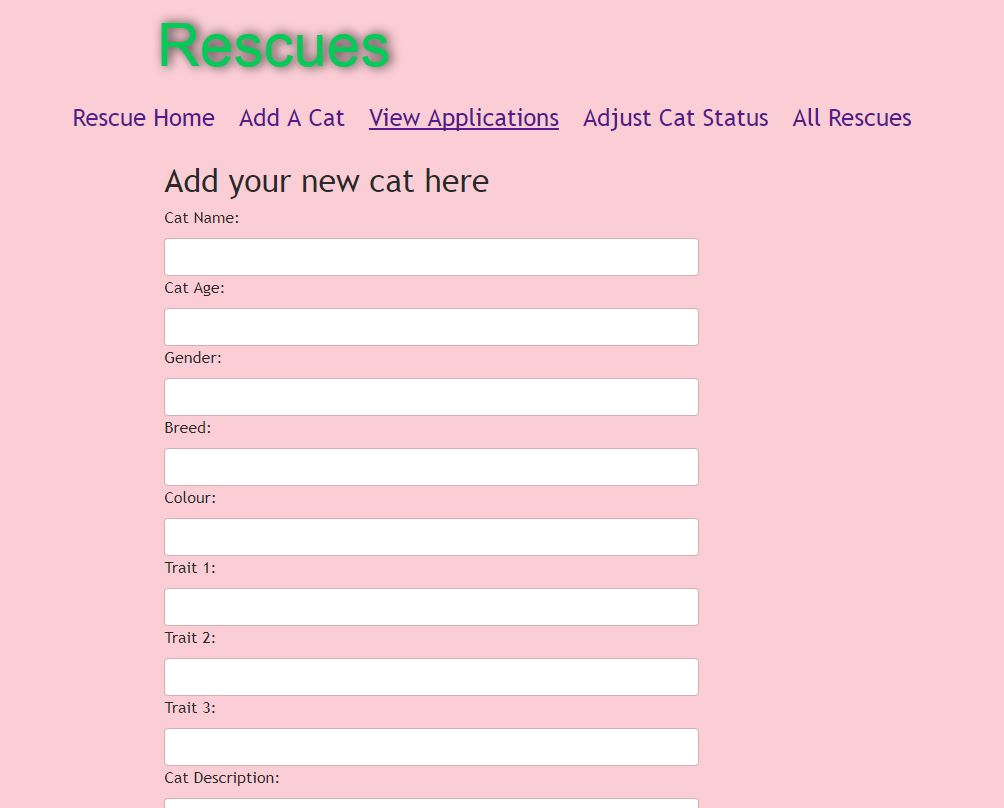 Rescues
Rescue Home Add A Cat View Applications Adjust Cat Status All Rescues
Add your new cat here
Cat Name:
Cat Age:
Gender:
Breed:
Colour:
Trait 1:
Trait 2:
Trait 3:
Cat Description: